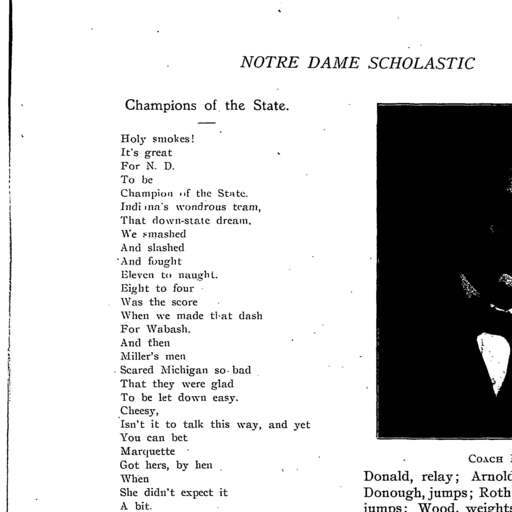 NOTRE DAME SCHOLASTIC
Champions of the State.
Holy smokes!
It's great
For N. D.
To be
Champion of the State.
Indiana's wondrous team,
That down-state dream,
We smashed
And slashed
And fought
Eleven to naught.
Eight to four
Was the score
When we made that dash
For Wabash.
And then
Miller's men
Scared Michigan so bad
That they were glad
To be let down easy.
Cheesy,
Isn't it to talk this way, and yet
You can bet
Marquette
Got hers, by hen
When
She didn't expect it
A bit.
COACH
Donald, relay; Arnold
Donough, jumps; Roth
jumps; Wood, weights